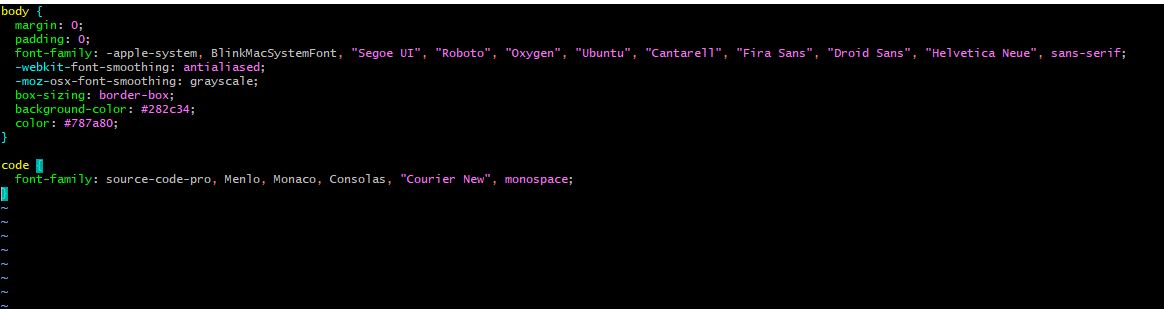 body {
  margin: 0;
  padding: 0;
  font-family: -apple-system, BlinkMacSystemFont, "Segoe UI", "Roboto", "Oxygen", "Ubuntu", "Cantarell", "Fira Sans", "Droid Sans", "Helvetica Neue", sans-serif;
  -webkit-font-smoothing: antialiased;
  -moz-osx-font-smoothing: grayscale;
  box-sizing: border-box;
  background-color: #282c34;
  color: #787a80;
}

code {
  font-family: source-code-pro, Menlo, Monaco, Consolas, "Courier New", monospace;
}
~
~
~
~
~
~
~
~